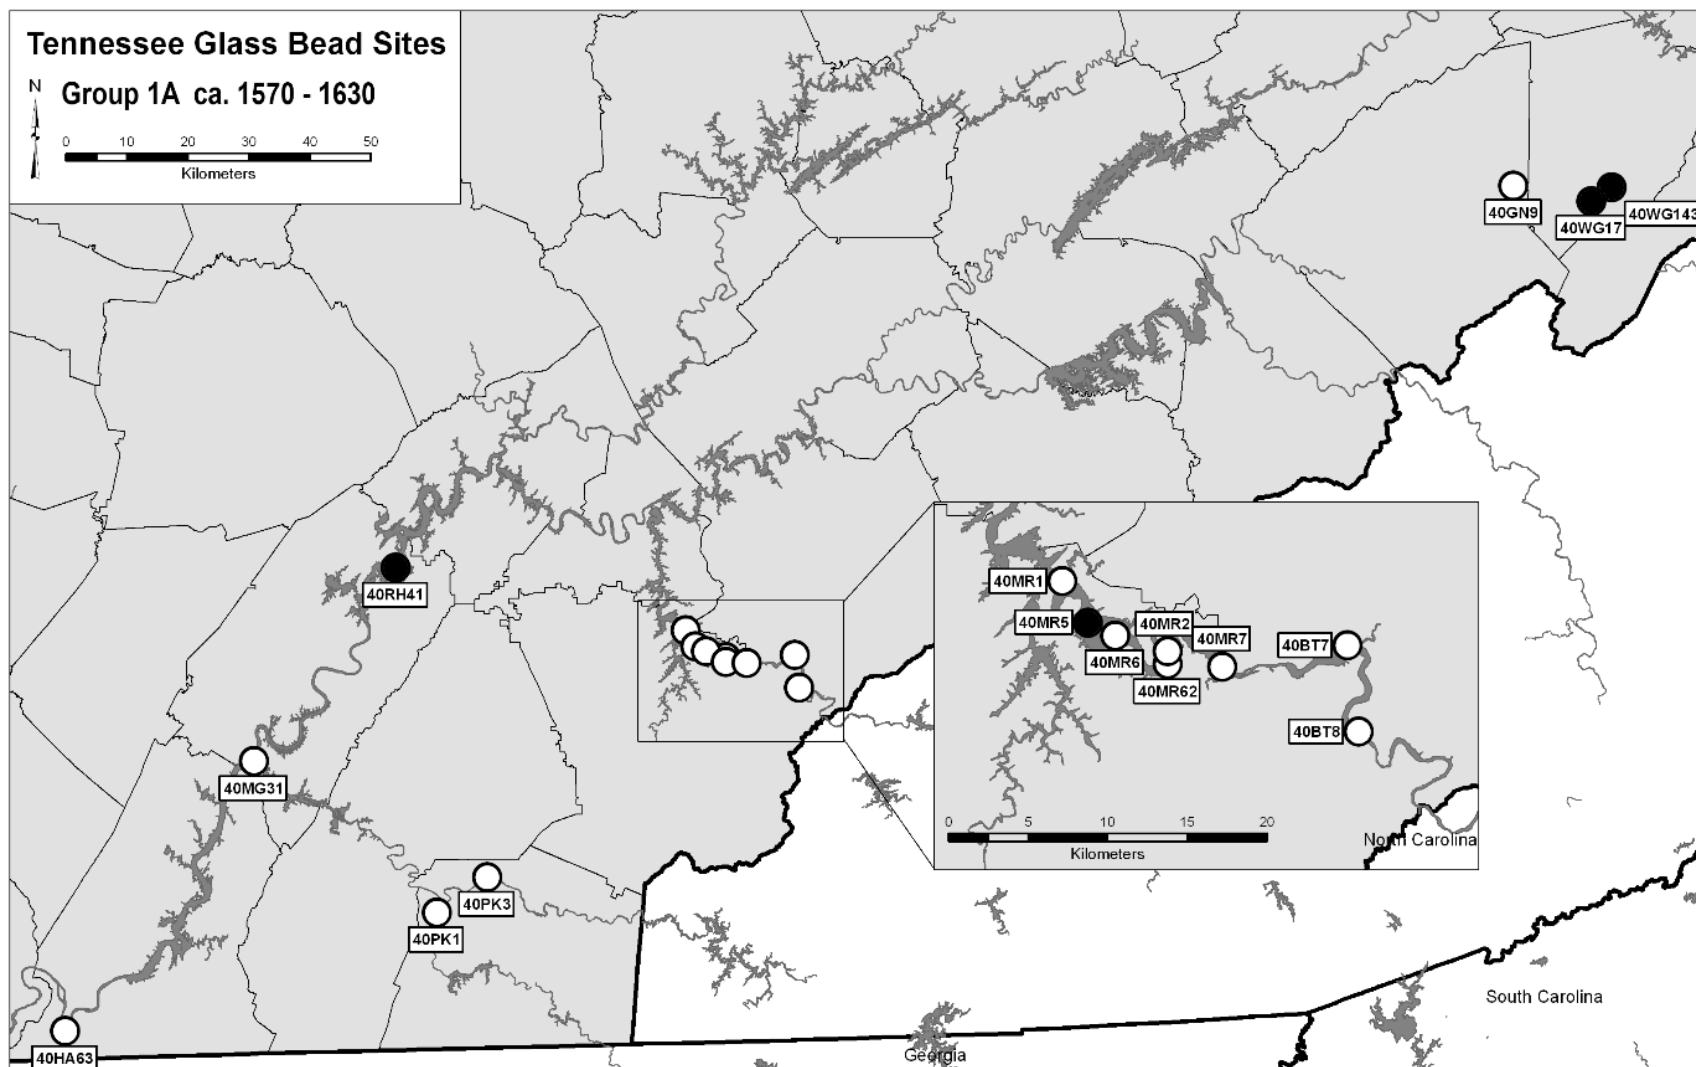 Tennessee Glass Bead Sites
Group 1A ca. 1570 - 1630
N
0 10 20 30 40 50
Kilometers
40GN9
40WG17
40WG143
40RH41
40MG31
40PK3
40PK1
40HA63
40MR1
40MR5
40MR2
40MR7
40MR6
40MR62
40BT7
40BT8
0 5 10 15 20
Kilometers
North Carolina
South Carolina
Georgia